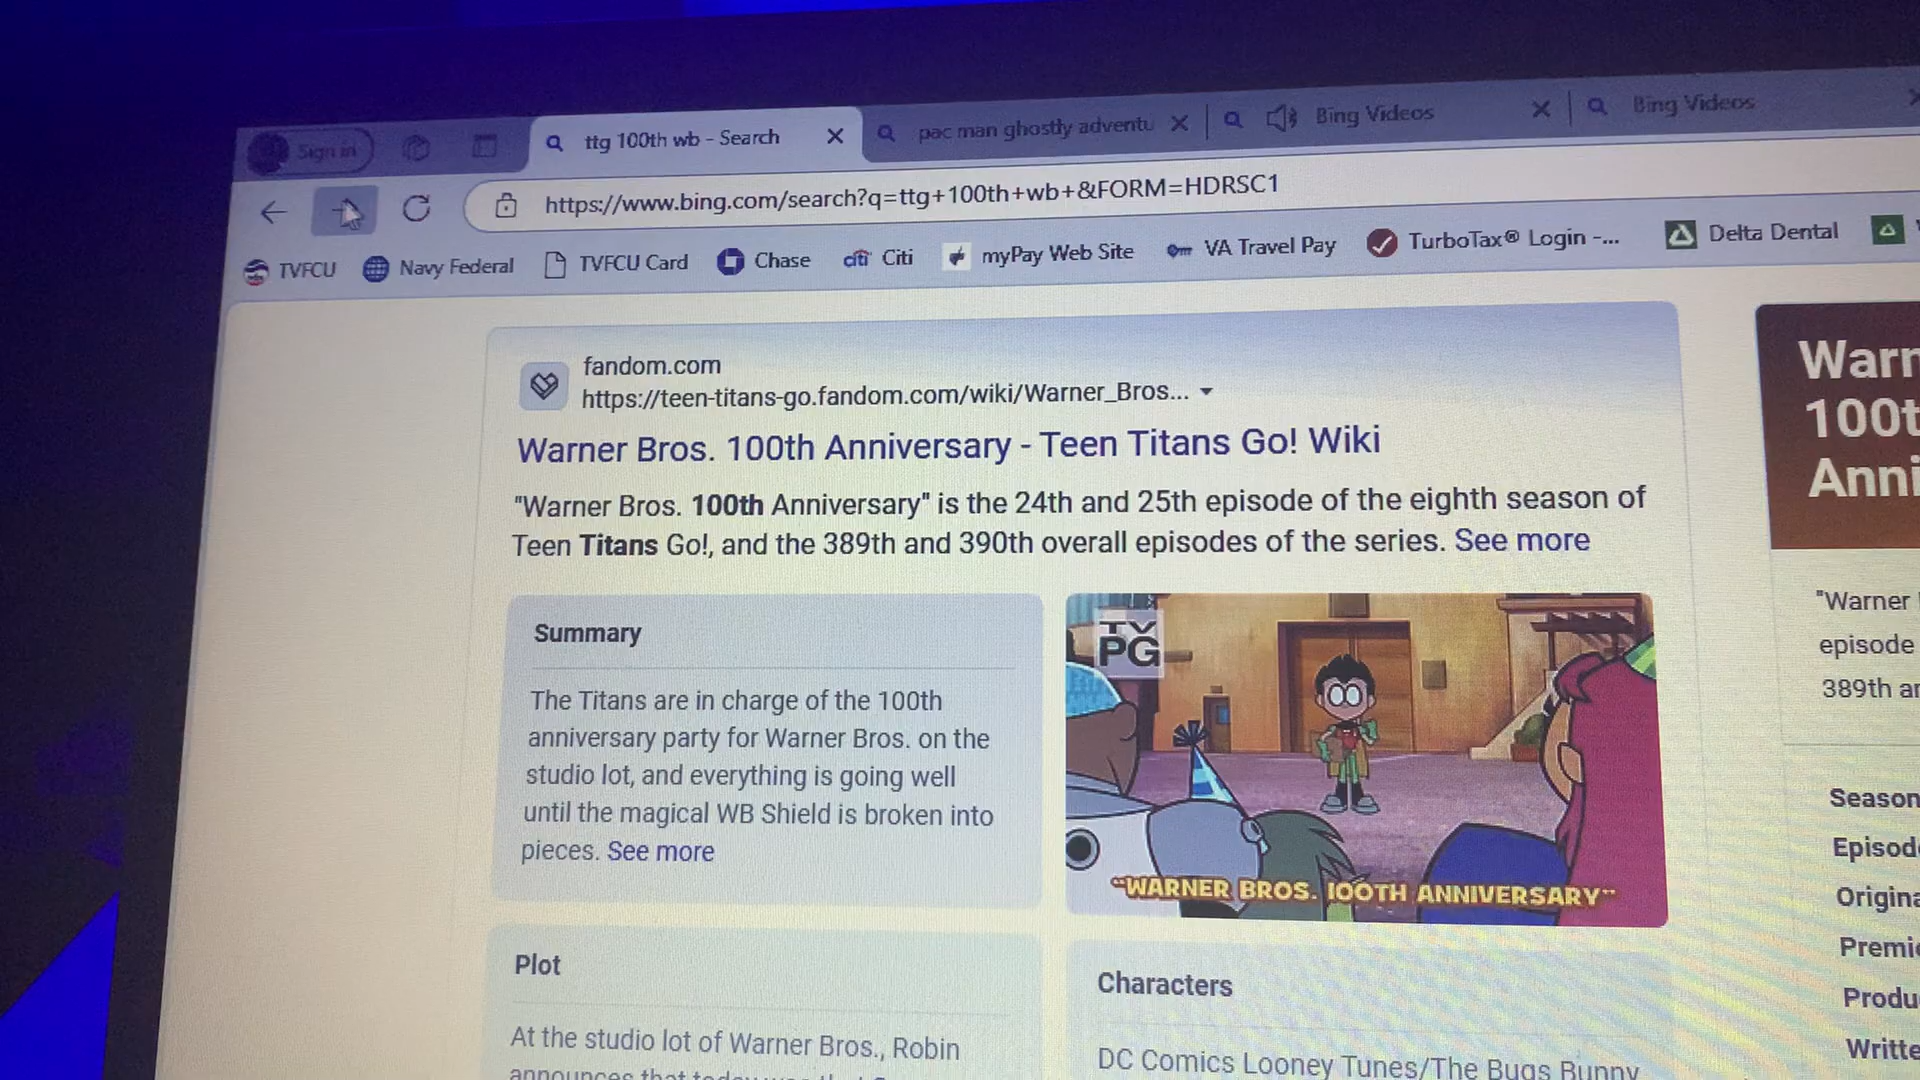 Sign in
ttg 100th wb - Search
pac man ghostly adventu
Bing Videos
Bing Videos
https://www.bing.com/search?q=ttg+100th+wb+&FORM=HDRSC1
TVFCU
Navy Federal
TVFCU Card
Chase
citi Citi
myPay Web Site
VA Travel Pay
TurboTax® Login -...
Delta Dental
fandom.com
https://teen-titans-go.fandom.com/wiki/Warner_Bros...
Warner Bros. 100th Anniversary - Teen Titans Go! Wiki
"Warner Bros. 100th Anniversary" is the 24th and 25th episode of the eighth season of
Teen Titans Go!, and the 389th and 390th overall episodes of the series. See more
Summary
The Titans are in charge of the 100th
anniversary party for Warner Bros. on the
studio lot, and everything is going well
until the magical WB Shield is broken into
pieces. See more
TV
PG
"WARNER BROS. 100TH ANNIVERSARY"
Plot
At the studio lot of Warner Bros., Robin
Characters
DC Comics Looney Tunes/The Bugs Bunny
Warn
100t
Anni
"Warner
episode
389th ar
Season
Episod
Origina
Premi
Produ
Writte